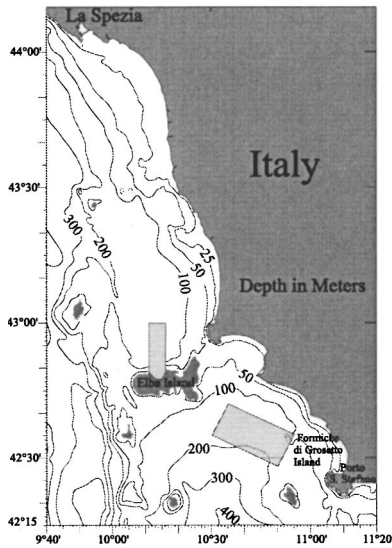 La Spezia
44°00'
Italy
43°30'
300
200
25
50
100
Depth in Meters
43°00'
Elba Island
50
100
Formiche
di Grosetto
Island
200
42°30'
Porto
S. Stefano
300
400
42°15'
9°40' 10°00' 10°30' 11°00' 11°20'